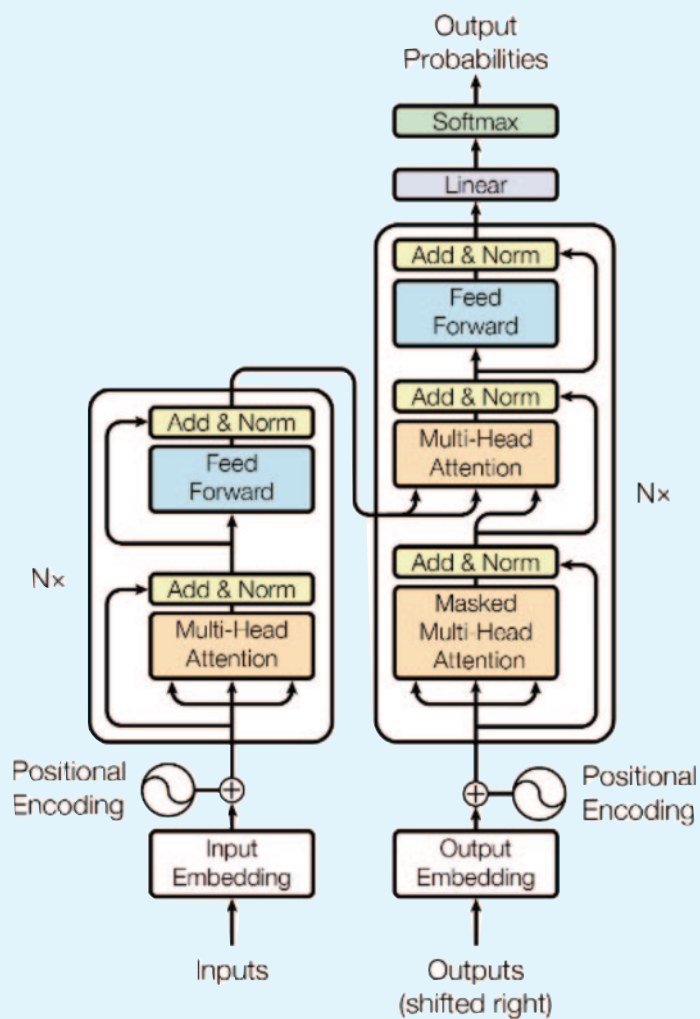 Output
Probabilities
Softmax
Linear
Add & Norm
Feed
Forward
Add & Norm
Multi-Head
Attention
Add & Norm
Masked
Multi-Head
Attention
Nx
Add & Norm
Feed
Forward
Add & Norm
Multi-Head
Attention
Nx
Positional
Encoding
Positional
Encoding
Input
Embedding
Output
Embedding
Inputs
Outputs
(shifted right)